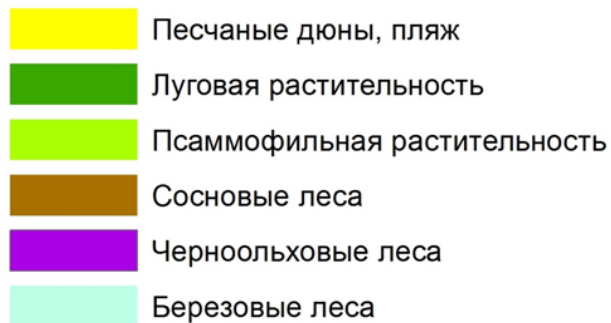 Песчаные дюны, пляж
Луговая растительность
Псаммофильная растительность
Сосновые леса
Черноольховые леса
Березовые леса